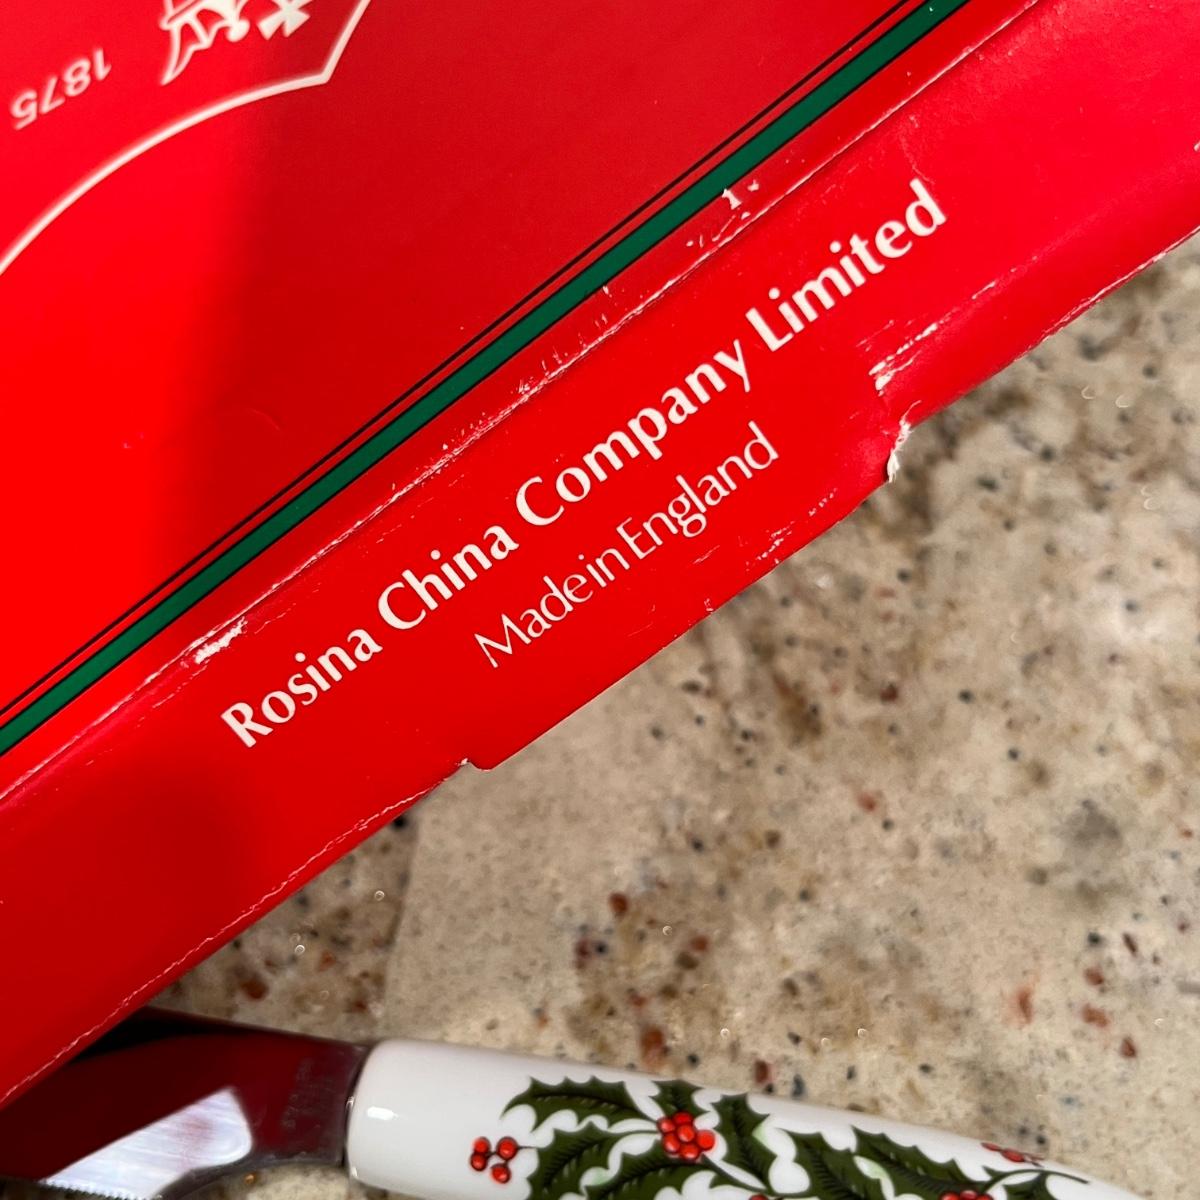 1875
Rosina China Company Limited
Made in England